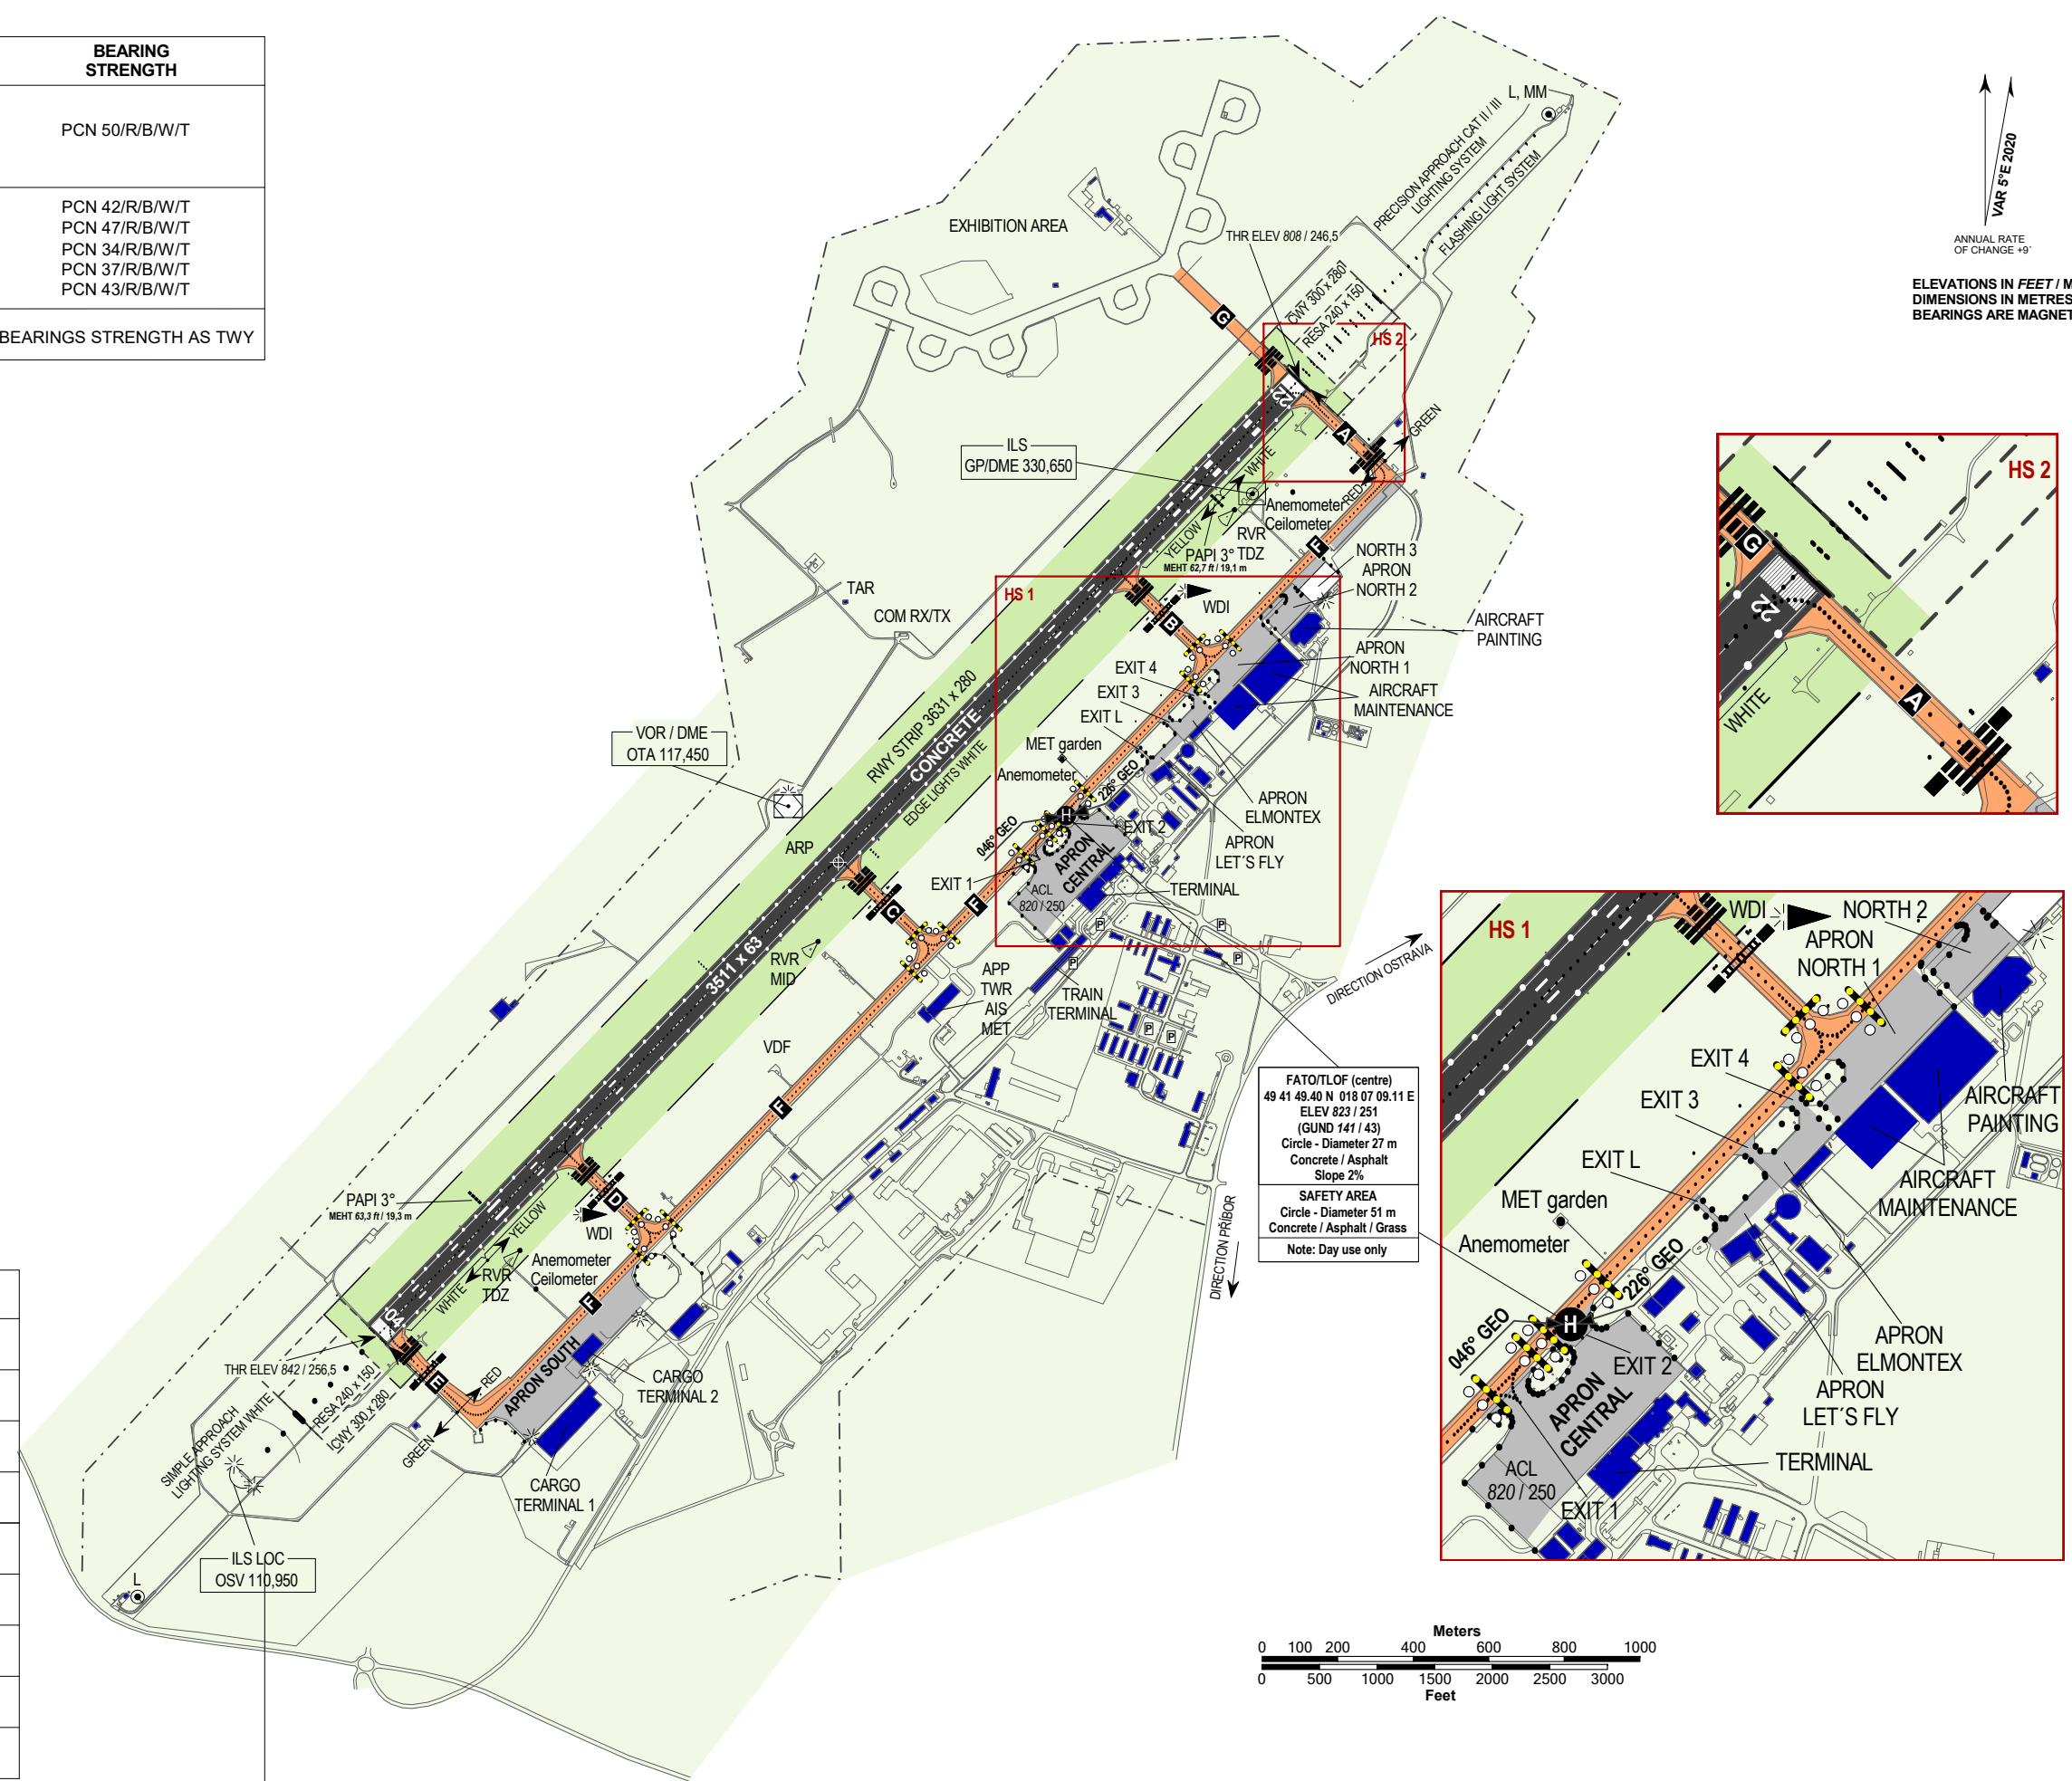 BEARING
STRENGTH
PCN 50/R/B/W/T
PCN 42/R/B/W/T
PCN 47/R/B/W/T
PCN 34/R/B/W/T
PCN 37/R/B/W/T
PCN 43/R/B/W/T
BEARINGS STRENGTH AS TWY
VAR 5°E 2020
ANNUAL RATE
OF CHANGE +9´
ELEVATIONS IN FEET / M
DIMENSIONS IN METRES
BEARINGS ARE MAGNET
L, MM
PRECISION APPROACH CAT II / III
LIGHTING SYSTEM
FLASHING LIGHT SYSTEM
EXHIBITION AREA
THR ELEV 808 / 246,5
CWY 300 x 280
RESA 240 x 150
HS 2
G
22
A
GREEN
RED
ILS
GP/DME 330,650
WHITE
YELLOW
Anemometer
Ceilometer
RVR
TDZ
PAPI 3°
MEHT 62,7 ft / 19,1 m
F
NORTH 3
APRON
NORTH 2
TAR
COM RX/TX
HS 1
WDI
B
AIRCRAFT
PAINTING
APRON
NORTH 1
AIRCRAFT
MAINTENANCE
EXIT 4
EXIT 3
EXIT L
MET garden
Anemometer
226° GEO
046° GEO
H
EXIT 2
APRON
ELMONTEX
APRON
LET´S FLY
APRON
CENTRAL
EXIT 1
ACL
820 / 250
TERMINAL
VOR / DME
OTA 117,450
RWY STRIP 3631 x 280
CONCRETE
EDGE LIGHTS WHITE
ARP
C
F
3511 x 63
RVR
MID
APP
TWR
AIS
MET
TRAIN
TERMINAL
P
P
P
P
P
P
DIRECTION OSTRAVA
VDF
F
FATO/TLOF (centre)
49 41 49.40 N 018 07 09.11 E
ELEV 823 / 251
(GUND 141 / 43)
Circle - Diameter 27 m
Concrete / Asphalt
Slope 2%
SAFETY AREA
Circle - Diameter 51 m
Concrete / Asphalt / Grass
Note: Day use only
DIRECTION PŘÍBOR
PAPI 3°
MEHT 63,3 ft / 19,3 m
D
WDI
YELLOW
WHITE
RVR
TDZ
Anemometer
Ceilometer
F
04
THR ELEV 842 / 256,5
E
RED
GREEN
APRON SOUTH
RESA 240 x 150
CWY 300 x 280
SIMPLE APPROACH
LIGHTING SYSTEM WHITE
CARGO
TERMINAL 2
CARGO
TERMINAL 1
ILS LOC
OSV 110,950
L
HS 2
G
22
A
WHITE
HS 1
WDI
NORTH 2
APRON
NORTH 1
EXIT 4
EXIT 3
AIRCRAFT
PAINTING
EXIT L
MET garden
AIRCRAFT
MAINTENANCE
Anemometer
226° GEO
046° GEO
H
EXIT 2
APRON
ELMONTEX
APRON
LET´S FLY
APRON
CENTRAL
TERMINAL
ACL
820 / 250
EXIT 1
Meters
0 100 200 400 600 800 1000
0 500 1000 1500 2000 2500 3000
Feet